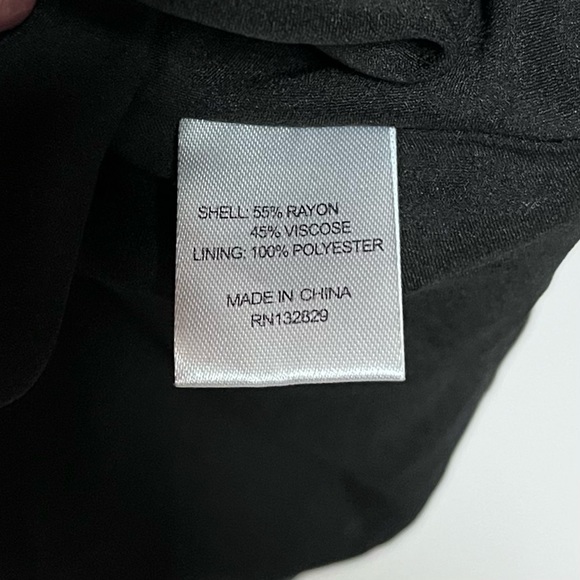 SHELL: 55% RAYON
45% VISCOSE
LINING: 100% POLYESTER
MADE IN CHINA
RN132829